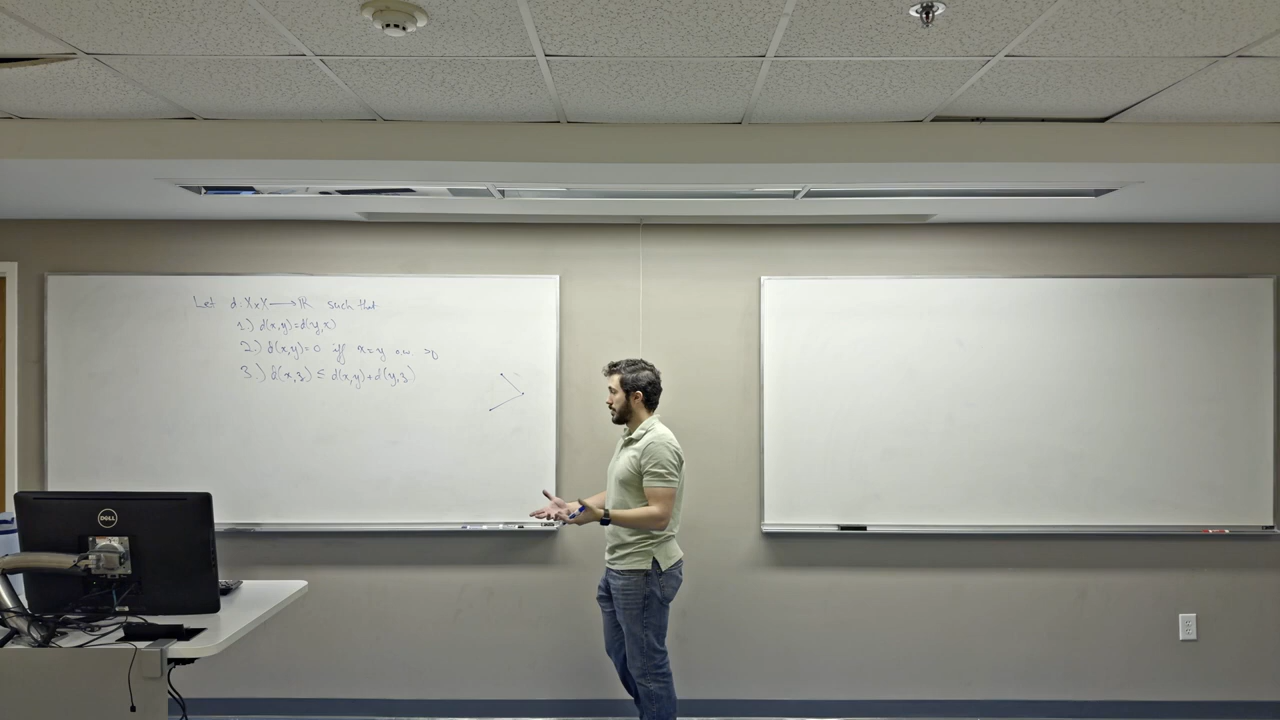 Let d: X×X → ℝ such that
1.) d(x,y)=d(y,x)
2.) d(x,y)=0 iff x=y o.w >0
3.) d(x,z) ≤ d(x,y)+d(y,z)
DELL